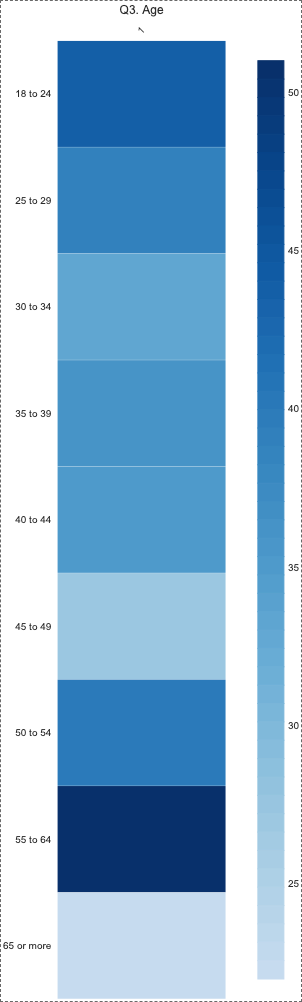 Q3. Age
1
18 to 24
25 to 29
30 to 34
35 to 39
40 to 44
45 to 49
50 to 54
55 to 64
65 or more
50
45
40
35
30
25